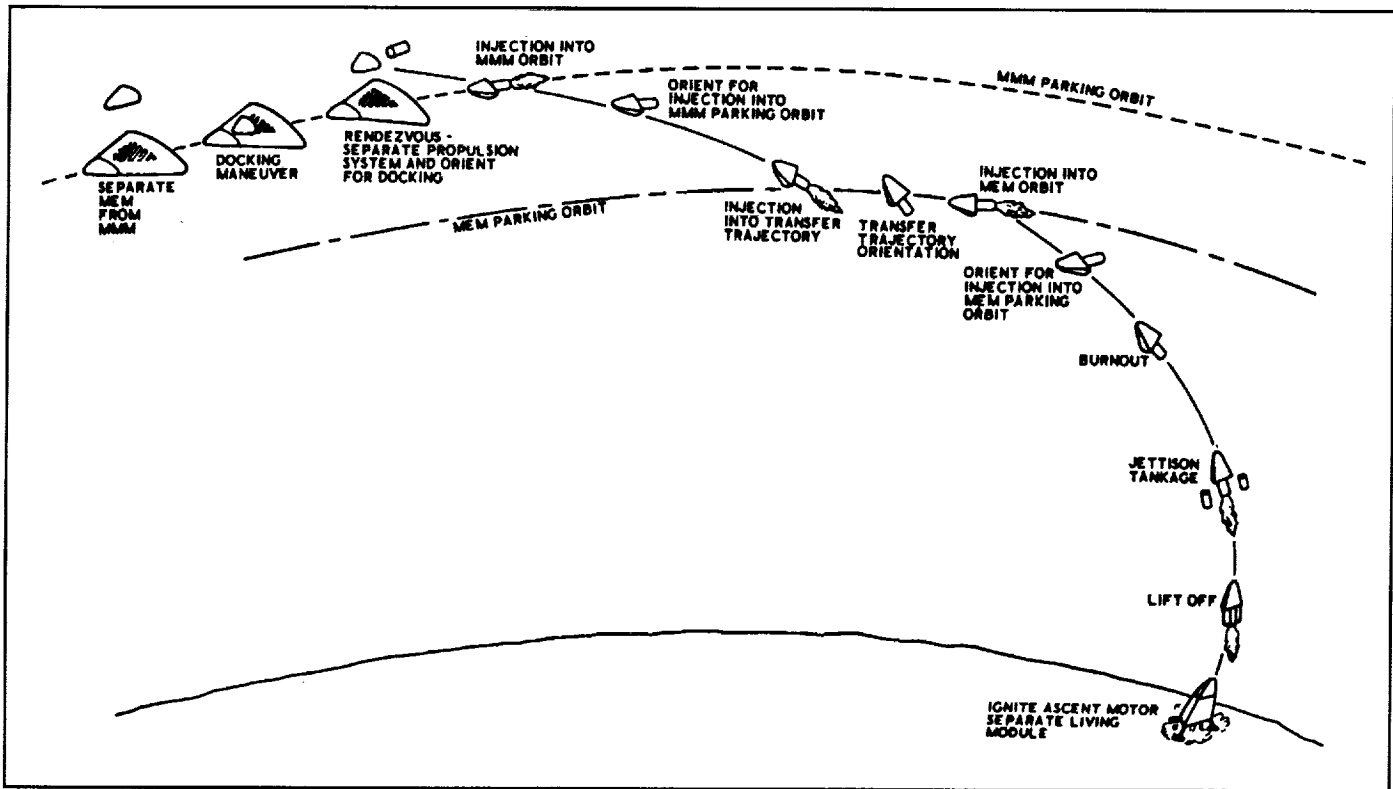 INJECTION INTO
MMM ORBIT
MMM PARKING ORBIT
ORIENT FOR
INJECTION INTO
MMM PARKING ORBIT
RENDEZVOUS -
SEPARATE PROPULSION
SYSTEM AND ORIENT
FOR DOCKING
DOCKING
MANEUVER
SEPARATE
MEM
FROM
MMM
MEM PARKING ORBIT
INJECTION
INTO TRANSFER
TRAJECTORY
TRANSFER
TRAJECTORY
ORIENTATION
INJECTION INTO
MEM ORBIT
ORIENT FOR
INJECTION INTO
MEM PARKING
ORBIT
BURNOUT
JETTISON
TANKAGE
LIFT OFF
IGNITE ASCENT MOTOR
SEPARATE LIVING
MODULE